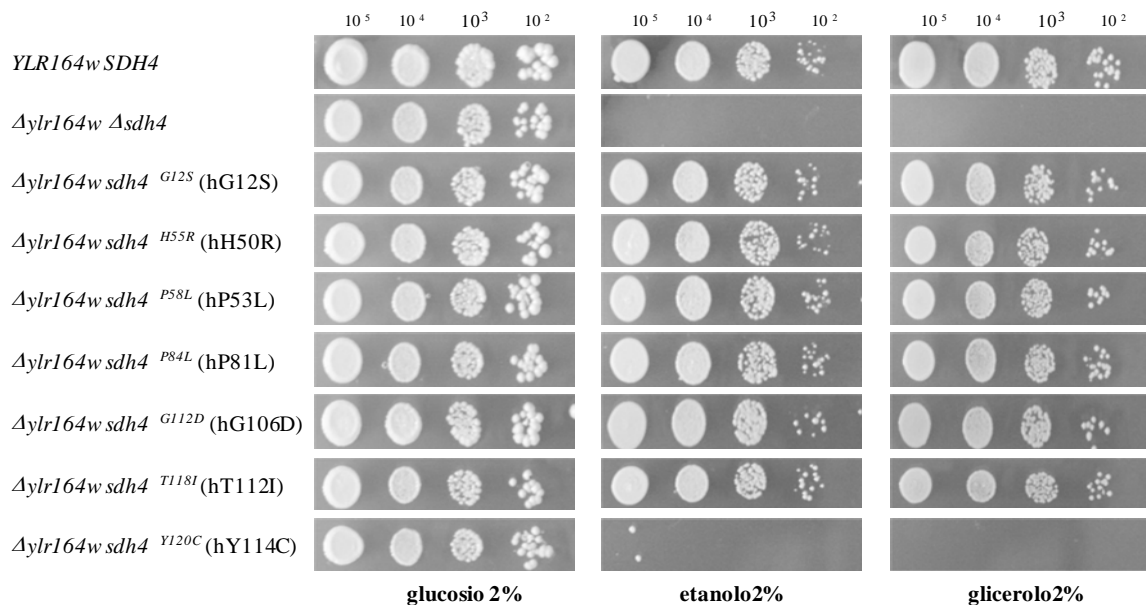 10 5 10 4 10 3 10 2 10 5 10 4 10 3 10 2 10 5 10 4 10 3 10 2
YLR164w SDH4
Δylr164w Δsdh4
Δylr164w sdh4 G12S (hG12S)
Δylr164w sdh4 H55R (hH50R)
Δylr164w sdh4 P58L (hP53L)
Δylr164w sdh4 P84L (hP81L)
Δylr164w sdh4 G112D (hG106D)
Δylr164w sdh4 T118I (hT112I)
Δylr164w sdh4 Y120C (hY114C)
glucosio 2% etanolo2% glicerolo2%